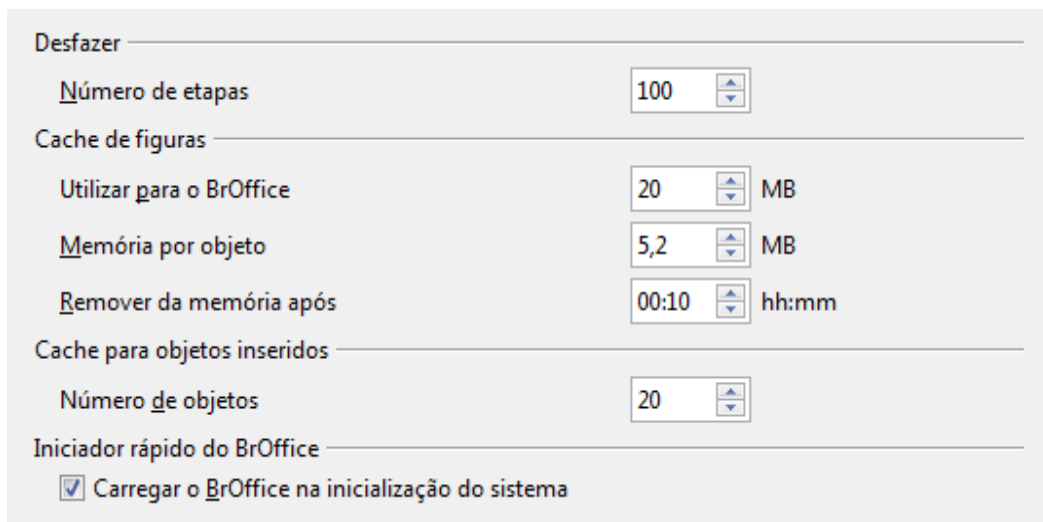 Desfazer
Número de etapas 100
Cache de figuras
Utilizar para o BrOffice 20 MB
Memória por objeto 5,2 MB
Remover da memória após 00:10 hh:mm
Cache para objetos inseridos
Número de objetos 20
Iniciador rápido do BrOffice
Carregar o BrOffice na inicialização do sistema